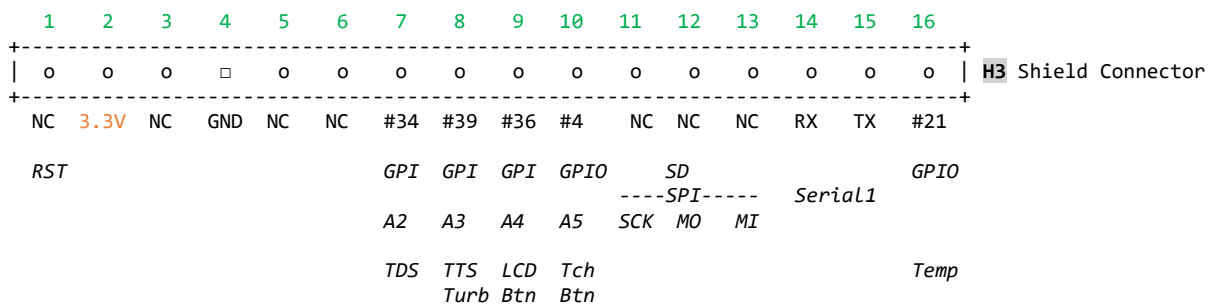 1 2 3 4 5 6 7 8 9 10 11 12 13 14 15 16
+--------------------------------------------------------------------------------+
| o o o □ o o o o o o o o o o o o | H3 Shield Connector
+--------------------------------------------------------------------------------+
NC 3.3V NC GND NC NC #34 #39 #36 #4 NC NC NC RX TX #21
RST GPI GPI GPI GPIO SD GPIO
----SPI----- Serial1
A2 A3 A4 A5 SCK MO MI
TDS TTS LCD Tch Temp
Turb Btn Btn